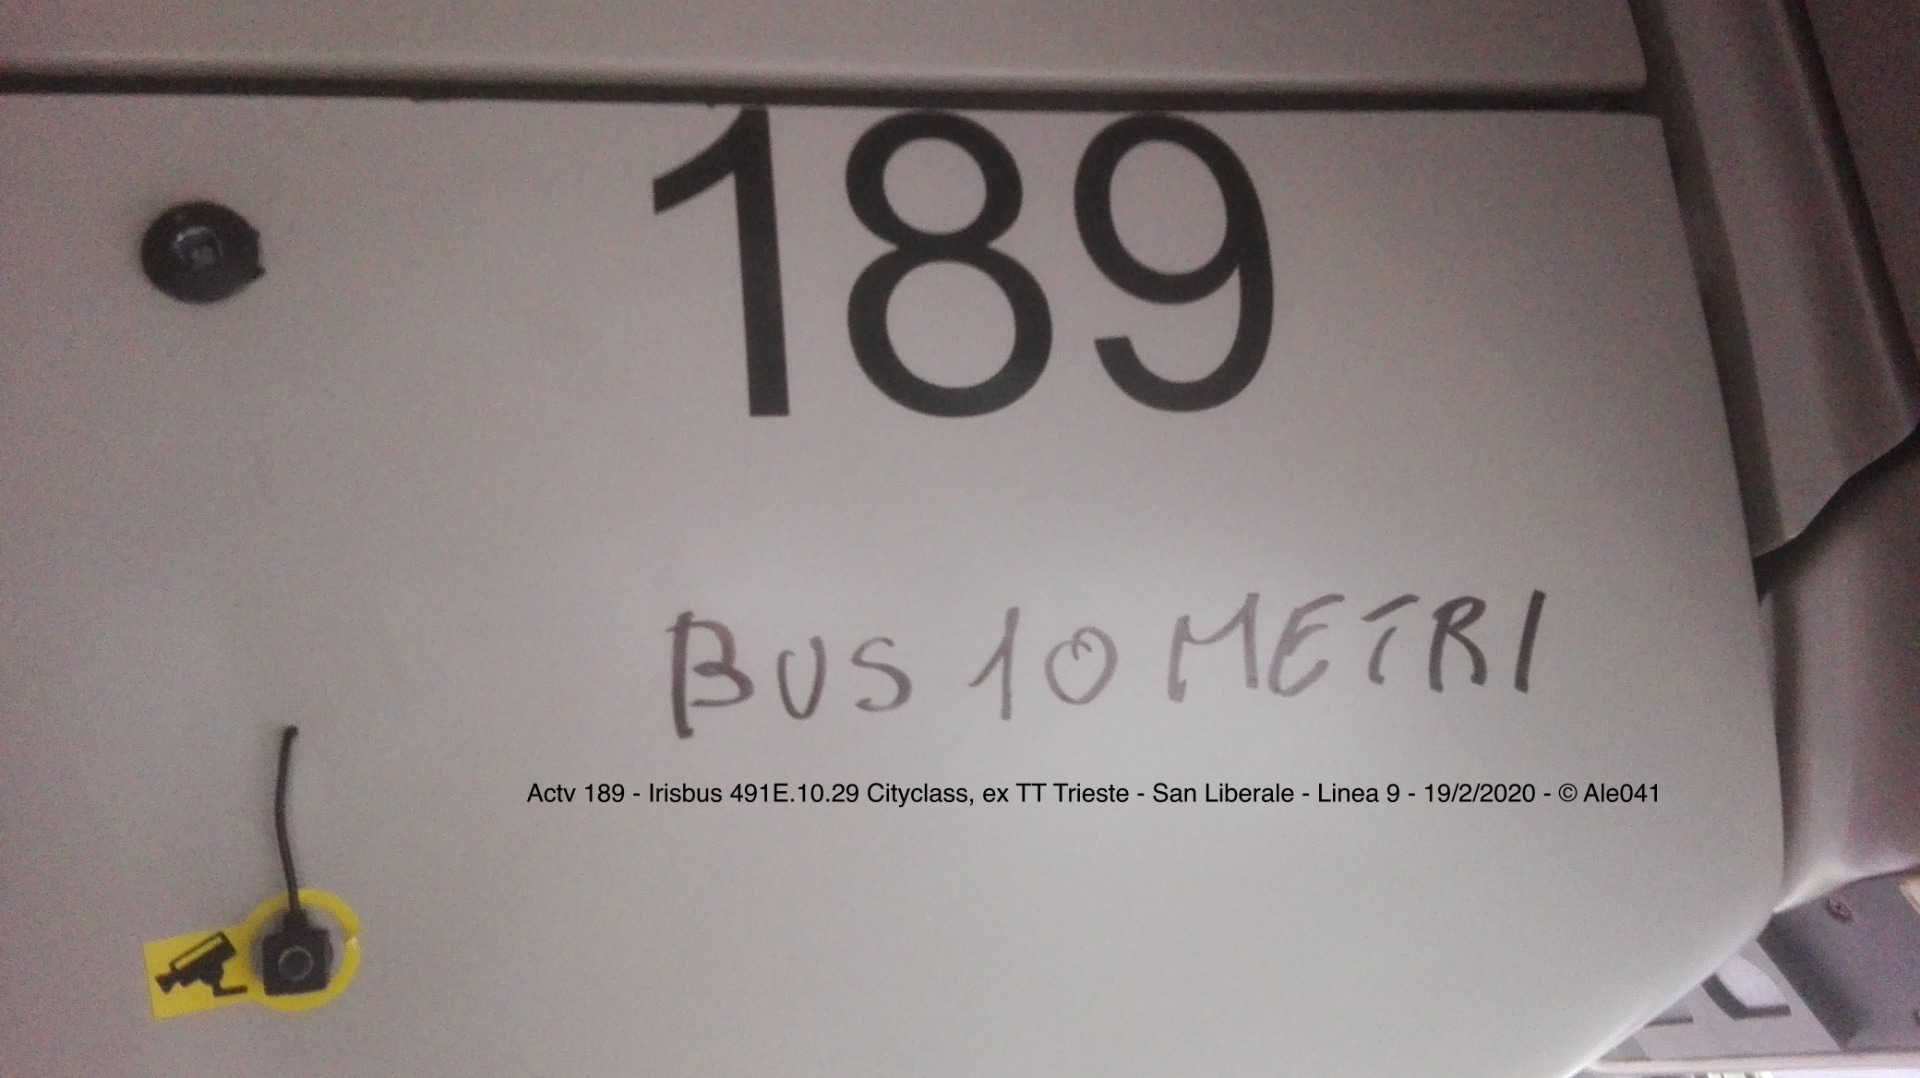 189
BUS 10 METRI
Actv 189 - Irisbus 491E.10.29 Cityclass, ex TT Trieste - San Liberale - Linea 9 - 19/2/2020 - © Ale041